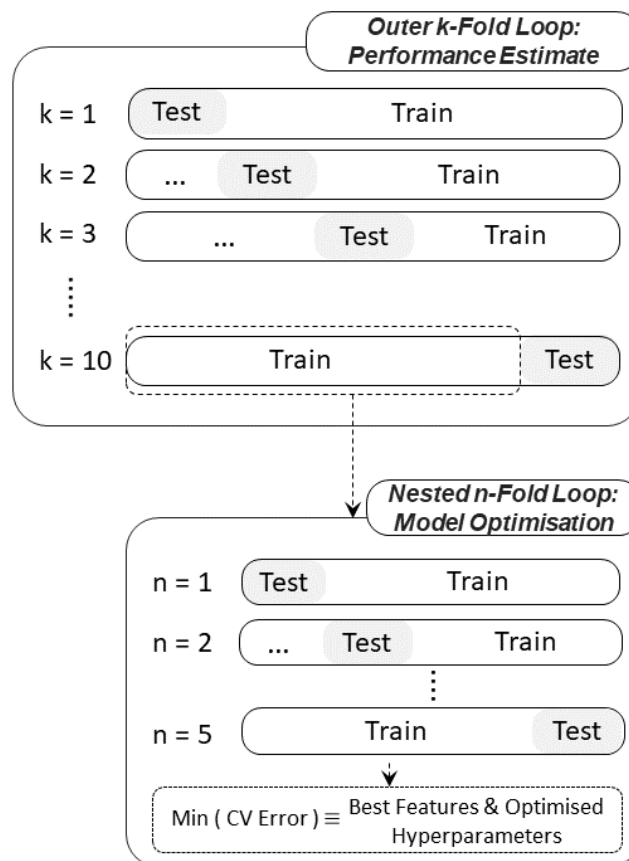 Outer k-Fold Loop:
Performance Estimate
k = 1 Test Train
k = 2 ... Test Train
k = 3 ... Test Train
k = 10 Train Test
Nested n-Fold Loop:
Model Optimisation
n = 1 Test Train
n = 2 ... Test Train
n = 5 Train Test
Min ( CV Error ) ≡ Best Features & Optimised
Hyperparameters